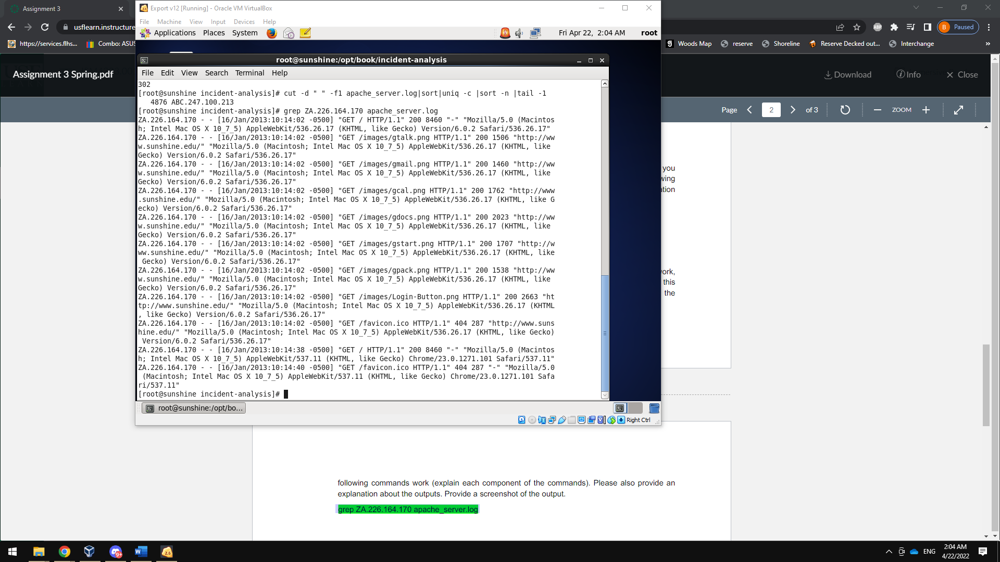 Assignment 3
usflearn.instructure
Paused
https://services.flhs...
Combo: ASUS
Woods Map
reserve
Shoreline
Reserve Decked out...
Interchange
»
Export v12 [Running] - Oracle VM VirtualBox
File Machine View Input Devices Help
Applications Places System
Fri Apr 22, 2:04 AM
root
Assignment 3 Spring.pdf
Download
Info
Close
Page
2
of 3
ZOOM
root@sunshine:/opt/book/incident-analysis
File Edit View Search Terminal Help
302
[root@sunshine incident-analysis]# cut -d " " -f1 apache_server.log|sort|uniq -c |sort -n |tail -1
4876 ABC.247.100.213
[root@sunshine incident-analysis]# grep ZA.226.164.170 apache_server.log
ZA.226.164.170 - - [16/Jan/2013:10:14:02 -0500] "GET / HTTP/1.1" 200 8460 "-" "Mozilla/5.0 (Macintos
h; Intel Mac OS X 10_7_5) AppleWebKit/536.26.17 (KHTML, like Gecko) Version/6.0.2 Safari/536.26.17"
ZA.226.164.170 - - [16/Jan/2013:10:14:02 -0500] "GET /images/gtalk.png HTTP/1.1" 200 1506 "http://ww
w.sunshine.edu/" "Mozilla/5.0 (Macintosh; Intel Mac OS X 10_7_5) AppleWebKit/536.26.17 (KHTML, like
Gecko) Version/6.0.2 Safari/536.26.17"
ZA.226.164.170 - - [16/Jan/2013:10:14:02 -0500] "GET /images/gmail.png HTTP/1.1" 200 1460 "http://ww
w.sunshine.edu/" "Mozilla/5.0 (Macintosh; Intel Mac OS X 10_7_5) AppleWebKit/536.26.17 (KHTML, like
Gecko) Version/6.0.2 Safari/536.26.17"
ZA.226.164.170 - - [16/Jan/2013:10:14:02 -0500] "GET /images/gcal.png HTTP/1.1" 200 1762 "http://www
.sunshine.edu/" "Mozilla/5.0 (Macintosh; Intel Mac OS X 10_7_5) AppleWebKit/536.26.17 (KHTML, like G
ecko) Version/6.0.2 Safari/536.26.17"
ZA.226.164.170 - - [16/Jan/2013:10:14:02 -0500] "GET /images/gdocs.png HTTP/1.1" 200 2023 "http://ww
w.sunshine.edu/" "Mozilla/5.0 (Macintosh; Intel Mac OS X 10_7_5) AppleWebKit/536.26.17 (KHTML, like
Gecko) Version/6.0.2 Safari/536.26.17"
ZA.226.164.170 - - [16/Jan/2013:10:14:02 -0500] "GET /images/gstart.png HTTP/1.1" 200 1707 "http://w
ww.sunshine.edu/" "Mozilla/5.0 (Macintosh; Intel Mac OS X 10_7_5) AppleWebKit/536.26.17 (KHTML, like
Gecko) Version/6.0.2 Safari/536.26.17"
ZA.226.164.170 - - [16/Jan/2013:10:14:02 -0500] "GET /images/gpack.png HTTP/1.1" 200 1538 "http://ww
w.sunshine.edu/" "Mozilla/5.0 (Macintosh; Intel Mac OS X 10_7_5) AppleWebKit/536.26.17 (KHTML, like
Gecko) Version/6.0.2 Safari/536.26.17"
ZA.226.164.170 - - [16/Jan/2013:10:14:02 -0500] "GET /images/Login-Button.png HTTP/1.1" 200 2663 "ht
tp://www.sunshine.edu/" "Mozilla/5.0 (Macintosh; Intel Mac OS X 10_7_5) AppleWebKit/536.26.17 (KHTML
, like Gecko) Version/6.0.2 Safari/536.26.17"
ZA.226.164.170 - - [16/Jan/2013:10:14:02 -0500] "GET /favicon.ico HTTP/1.1" 404 287 "http://www.suns
hine.edu/" "Mozilla/5.0 (Macintosh; Intel Mac OS X 10_7_5) AppleWebKit/536.26.17 (KHTML, like Gecko)
Version/6.0.2 Safari/536.26.17"
ZA.226.164.170 - - [16/Jan/2013:10:14:38 -0500] "GET / HTTP/1.1" 200 8460 "-" "Mozilla/5.0 (Macintos
h; Intel Mac OS X 10_7_5) AppleWebKit/537.11 (KHTML, like Gecko) Chrome/23.0.1271.101 Safari/537.11"
ZA.226.164.170 - - [16/Jan/2013:10:14:40 -0500] "GET /favicon.ico HTTP/1.1" 404 287 "-" "Mozilla/5.0
(Macintosh; Intel Mac OS X 10_7_5) AppleWebKit/537.11 (KHTML, like Gecko) Chrome/23.0.1271.101 Safa
ri/537.11"
[root@sunshine incident-analysis]#
you
wing
ation
ork,
this
the
root@sunshine:/opt/bo...
Right Ctrl
following commands work (explain each component of the commands). Please also provide an
explanation about the outputs. Provide a screenshot of the output.
grep ZA.226.164.170 apache_server.log
ENG
2:04 AM
4/22/2022